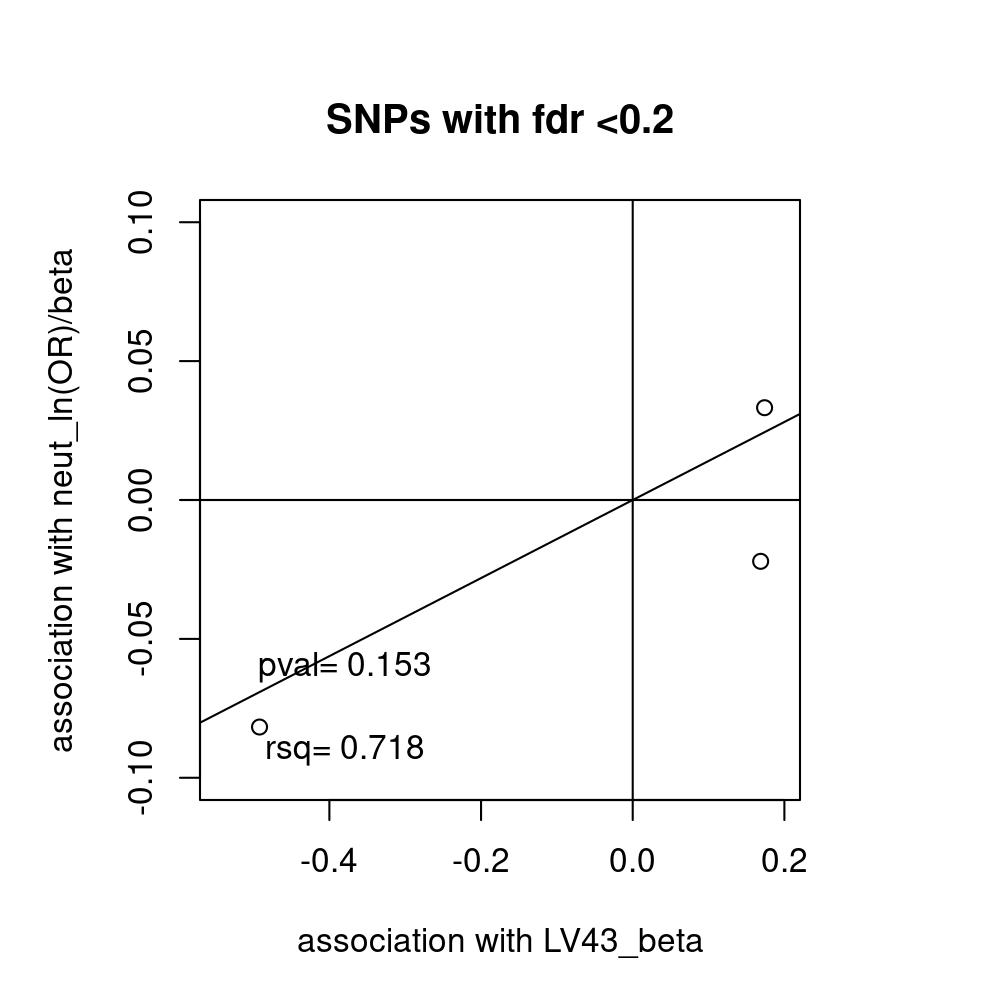 SNPs with fdr <0.2
association with neut_ln(OR)/beta
0.10
0.05
0.00
-0.05
-0.10
pval= 0.153
rsq= 0.718
-0.4
-0.2
0.0
0.2
association with LV43_beta